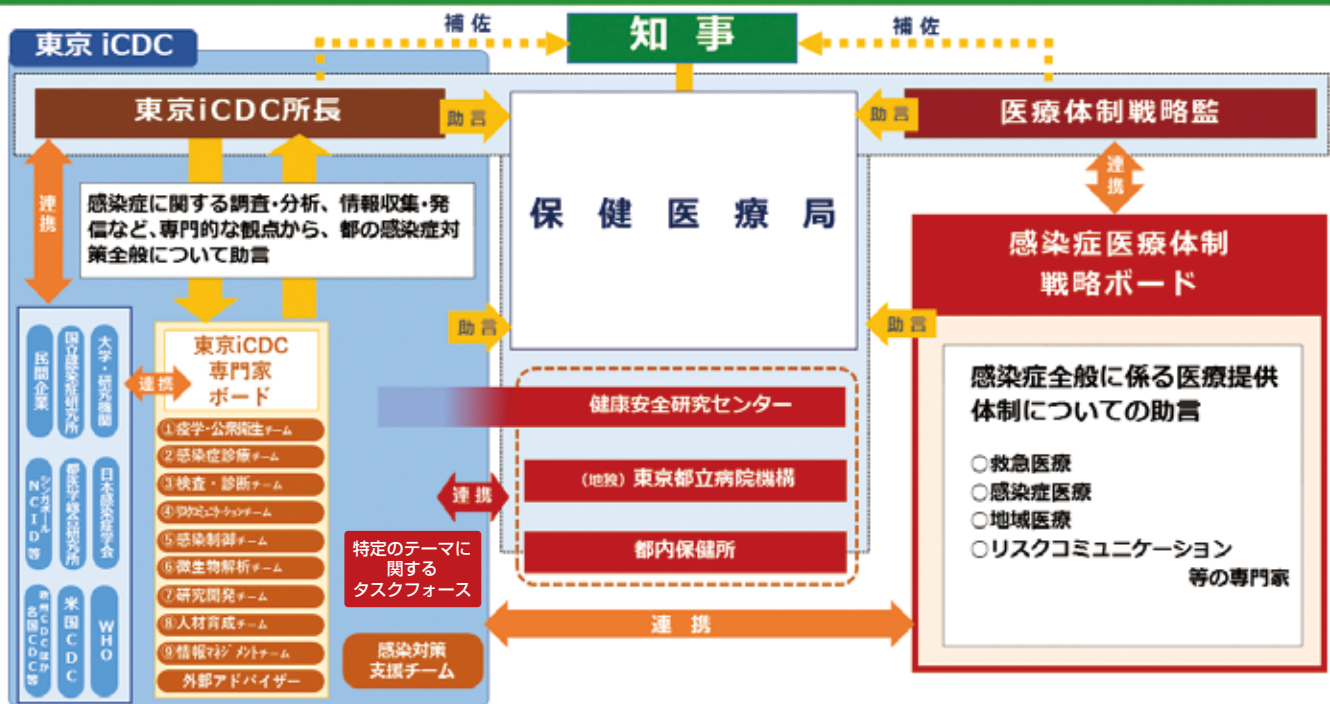 補佐
知事
補佐
東京 iCDC
東京iCDC所長
助言
助言
医療体制戦略監
連携
感染症に関する調査・分析、情報収集・発
信など、専門的な観点から、都の感染症対
策全般について助言
保健医療局
連携
感染症医療体制
戦略ボード
助言
助言
民間企業
国立感染症研究所
大学・研究機関
連携
東京iCDC
専門家
ボード
感染症全般に係る医療提供
体制についての助言
○救急医療
○感染症医療
○地域医療
○リスクコミュニケーション
等の専門家
健康安全研究センター
(地独) 東京都立病院機構
都内保健所
①疫学・公衆衛生チーム
②感染症診療チーム
③検査・診断チーム
④リスクコミュニケーションチーム
⑤感染制御チーム
⑥微生物解析チーム
⑦研究開発チーム
⑧人材育成チーム
⑨情報マネジメントチーム
外部アドバイザー
シンガポール
NCID等
都医学総合研究所
日本感染症学会
欧州CDCほか
各国CDC等
米国CDC
WHO
連携
特定のテーマに
関する
タスクフォース
感染対策
支援チーム
連携